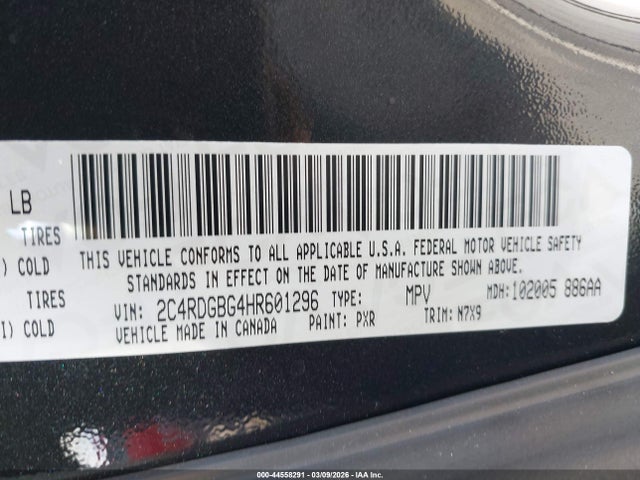 LB
TIRES
) COLD
TIRES
) COLD
THIS VEHICLE CONFORMS TO ALL APPLICABLE U.S.A. FEDERAL MOTOR VEHICLE SAFETY
STANDARDS IN EFFECT ON THE DATE OF MANUFACTURE SHOWN ABOVE.
VIN: 2C4RDGBG4HR601296 TYPE: MPV MDH:102005 886AA
VEHICLE MADE IN CANADA PAINT: PXR TRIM: N7X9
000-44558291 - 03/09/2026 - IAA Inc.